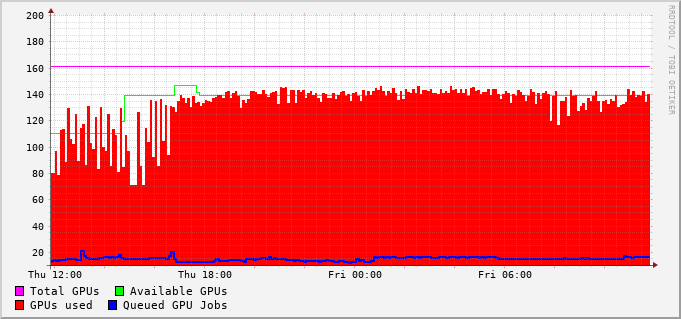 200
180
160
140
120
100
80
60
40
20
Thu 12:00 Thu 18:00 Fri 00:00 Fri 06:00
Total GPUs Available GPUs
GPUs used Queued GPU Jobs
RRDTOOL / TOBI OETIKER